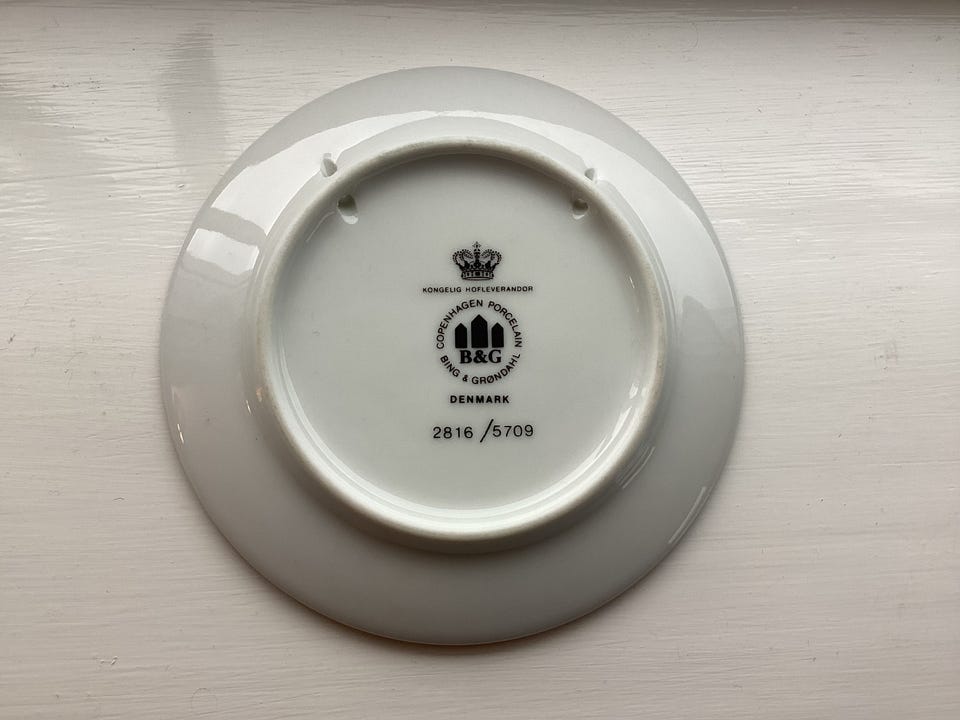 KONGELIG HOFLEVERANDØR
COPENHAGEN PORCELAIN
B&G
BING & GRØNDAHL
DENMARK
2816 /5709